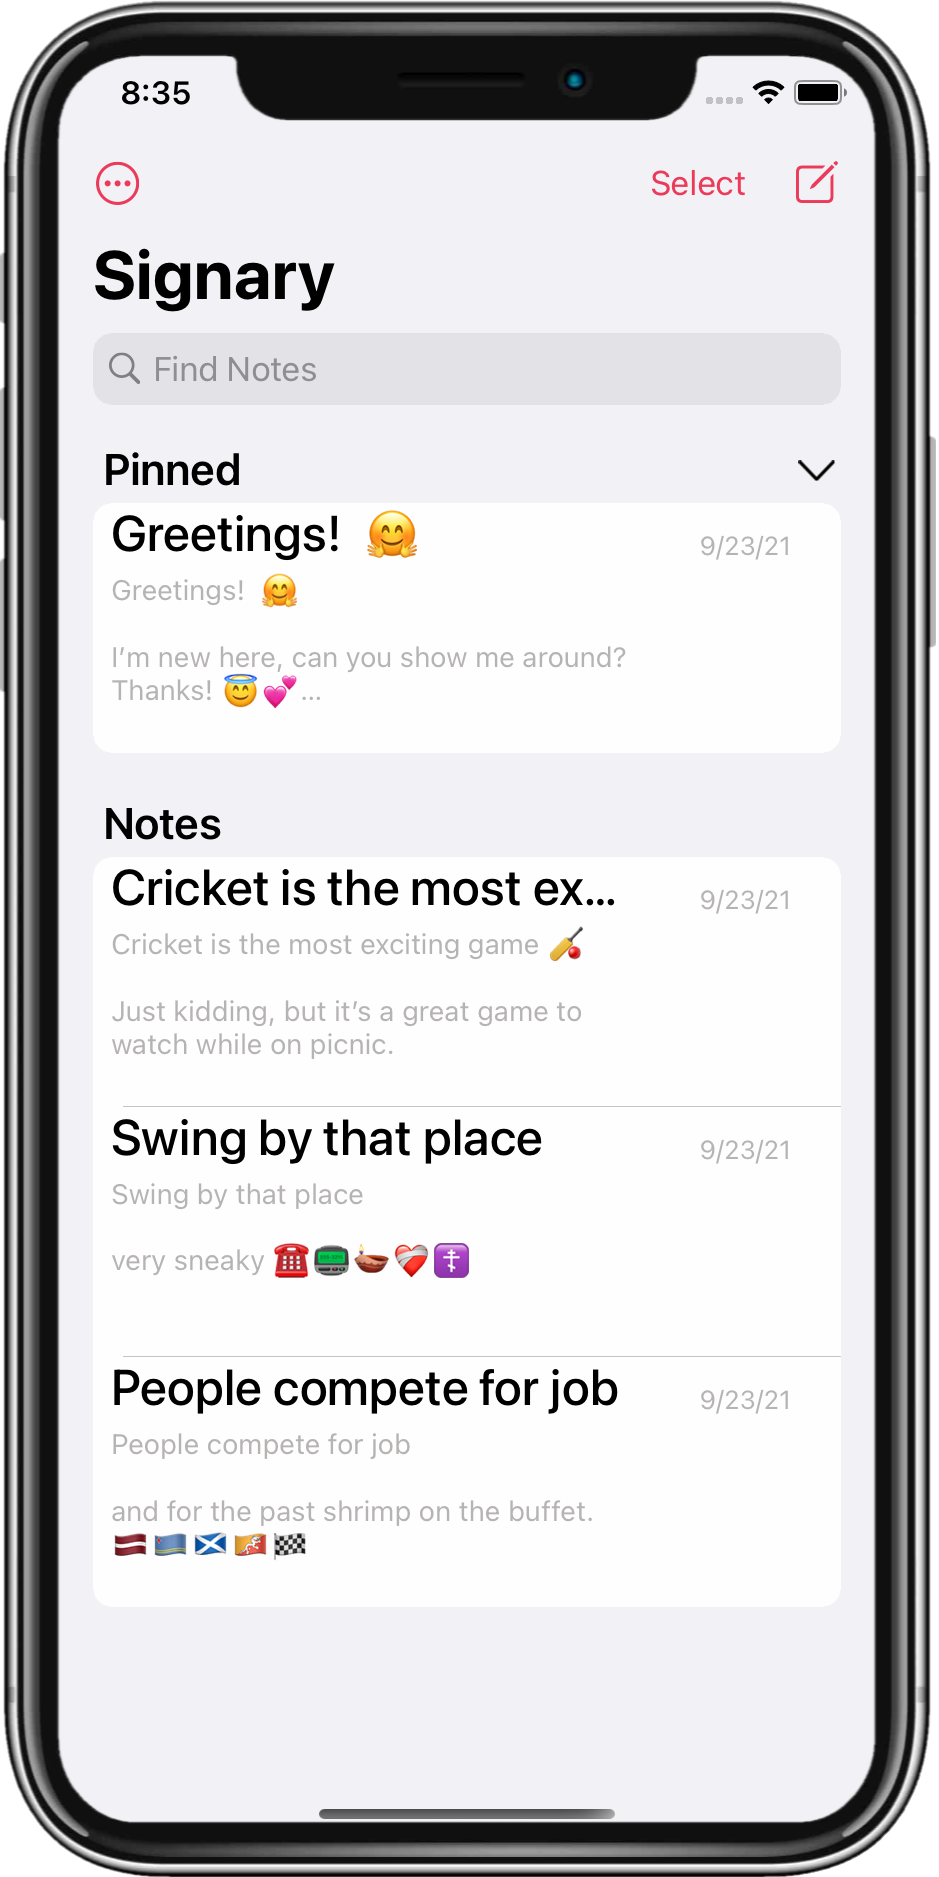 8:35
Select
Signary
Find Notes
Pinned
Greetings! 🤗
9/23/21
Greetings! 🤗
I’m new here, can you show me around?
Thanks! 😇💕...
Notes
Cricket is the most ex...
9/23/21
Cricket is the most exciting game 🏏
Just kidding, but it’s a great game to
watch while on picnic.
Swing by that place
9/23/21
Swing by that place
very sneaky ☎️📟🪔❤️‍🩹☦️
People compete for job
9/23/21
People compete for job
and for the past shrimp on the buffet.
🇱🇻🇦🇼🏴󠁧󠁢󠁳󠁣󠁴󠁿🇧🇹🏁